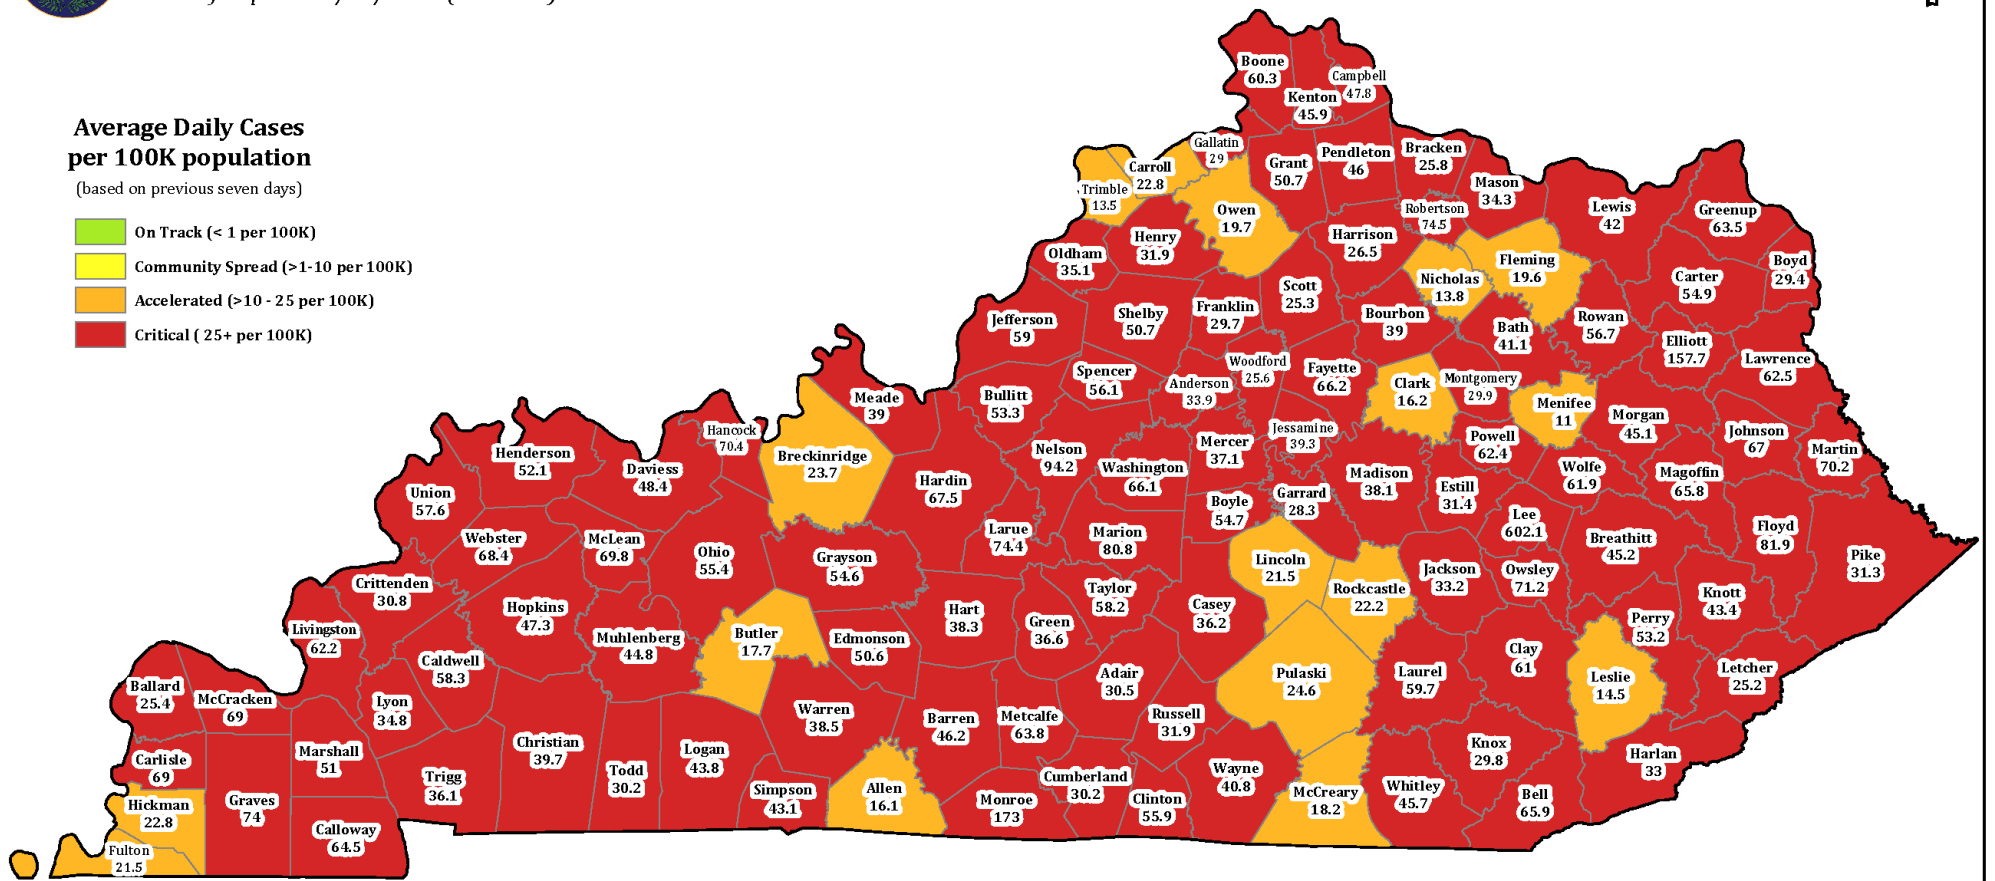 Average Daily Cases
per 100K population
(based on previous seven days)
On Track (< 1 per 100K)
Community Spread (>1-10 per 100K)
Accelerated (>10 - 25 per 100K)
Critical ( 25+ per 100K)
Boone
60.3
Campbell
47.8
Kenton
45.9
Gallatin
29
Carroll
22.8
Trimble
13.5
Grant
50.7
Pendleton
46
Bracken
25.8
Mason
34.3
Robertson
74.5
Lewis
42
Greenup
63.5
Owen
19.7
Henry
31.9
Oldham
35.1
Harrison
26.5
Nicholas
13.8
Fleming
19.6
Carter
54.9
Boyd
29.4
Jefferson
59
Shelby
50.7
Franklin
29.7
Scott
25.3
Bourbon
39
Bath
41.1
Rowan
56.7
Elliott
157.7
Lawrence
62.5
Spencer
56.1
Anderson
33.9
Woodford
25.6
Fayette
66.2
Clark
16.2
Montgomery
29.9
Menifee
11
Morgan
45.1
Johnson
67
Martin
70.2
Meade
39
Bullitt
53.3
Hancock
70.4
Breckinridge
23.7
Nelson
94.2
Washington
66.1
Mercer
37.1
Jessamine
39.3
Madison
38.1
Powell
62.4
Estill
31.4
Wolfe
61.9
Magoffin
65.8
Henderson
52.1
Daviess
48.4
Union
57.6
Hardin
67.5
Boyle
54.7
Garrard
28.3
Lee
602.1
Breathitt
45.2
Floyd
81.9
Pike
31.3
Webster
68.4
McLean
69.8
Ohio
55.4
Grayson
54.6
Larue
74.4
Marion
80.8
Lincoln
21.5
Rockcastle
22.2
Jackson
33.2
Owsley
71.2
Knott
43.4
Crittenden
30.8
Hopkins
47.3
Muhlenberg
44.8
Butler
17.7
Edmonson
50.6
Hart
38.3
Green
36.6
Taylor
58.2
Casey
36.2
Perry
53.2
Livingston
62.2
Caldwell
58.3
Lyon
34.8
Ballard
25.4
McCracken
69
Warren
38.5
Adair
30.5
Pulaski
24.6
Laurel
59.7
Clay
61
Leslie
14.5
Letcher
25.2
Carlisle
69
Marshall
51
Trigg
36.1
Christian
39.7
Todd
30.2
Logan
43.8
Simpson
43.1
Allen
16.1
Barren
46.2
Metcalfe
63.8
Russell
31.9
Monroe
173
Cumberland
30.2
Clinton
55.9
Wayne
40.8
McCreary
18.2
Whitley
45.7
Knox
29.8
Bell
65.9
Harlan
33
Hickman
22.8
Graves
74
Calloway
64.5
Fulton
21.5